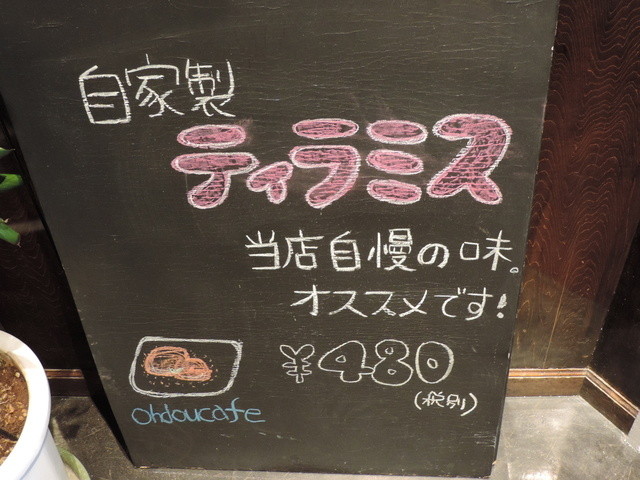 自家製
ティラミス
当店自慢の味。
オススメです!
¥480
(税別)
ohdoucafe